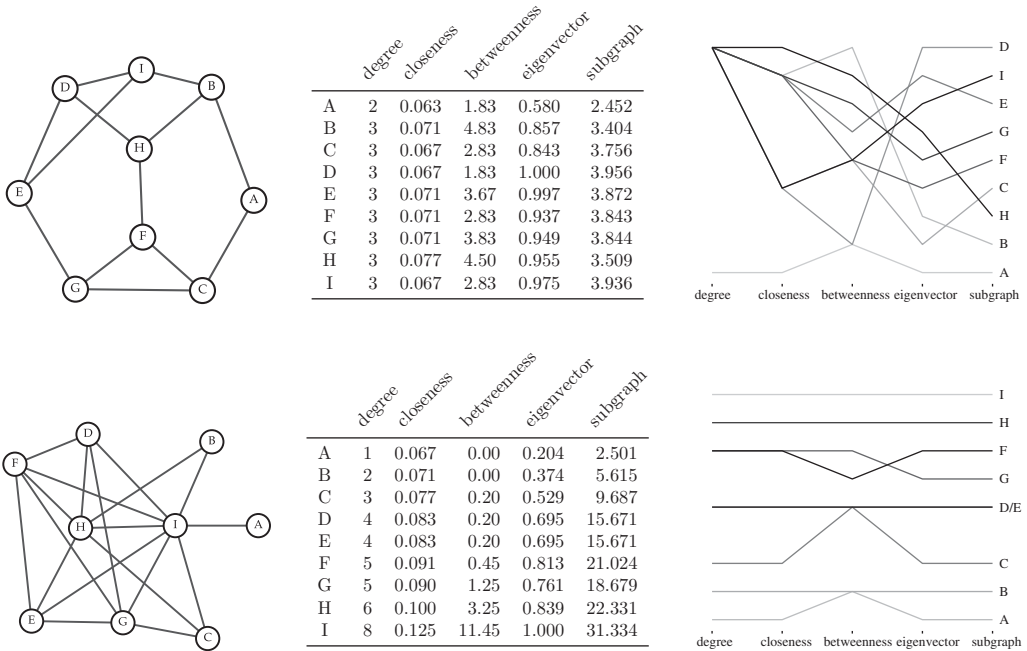 I
D
B
H
E
A
F
G
C
degree closeness betweenness eigenvector subgraph
A 2 0.063 1.83 0.580 2.452
B 3 0.071 4.83 0.857 3.404
C 3 0.067 2.83 0.843 3.756
D 3 0.067 1.83 1.000 3.956
E 3 0.071 3.67 0.997 3.872
F 3 0.071 2.83 0.937 3.843
G 3 0.071 3.83 0.949 3.844
H 3 0.077 4.50 0.955 3.509
I 3 0.067 2.83 0.975 3.936
D
I
E
G
F
C
H
B
A
degree closeness betweenness eigenvector subgraph
D
B
F
H
I
A
E
G
C
degree closeness betweenness eigenvector subgraph
A 1 0.067 0.00 0.204 2.501
B 2 0.071 0.00 0.374 5.615
C 3 0.077 0.20 0.529 9.687
D 4 0.083 0.20 0.695 15.671
E 4 0.083 0.20 0.695 15.671
F 5 0.091 0.45 0.813 21.024
G 5 0.090 1.25 0.761 18.679
H 6 0.100 3.25 0.839 22.331
I 8 0.125 11.45 1.000 31.334
I
H
F
G
D/E
C
B
A
degree closeness betweenness eigenvector subgraph